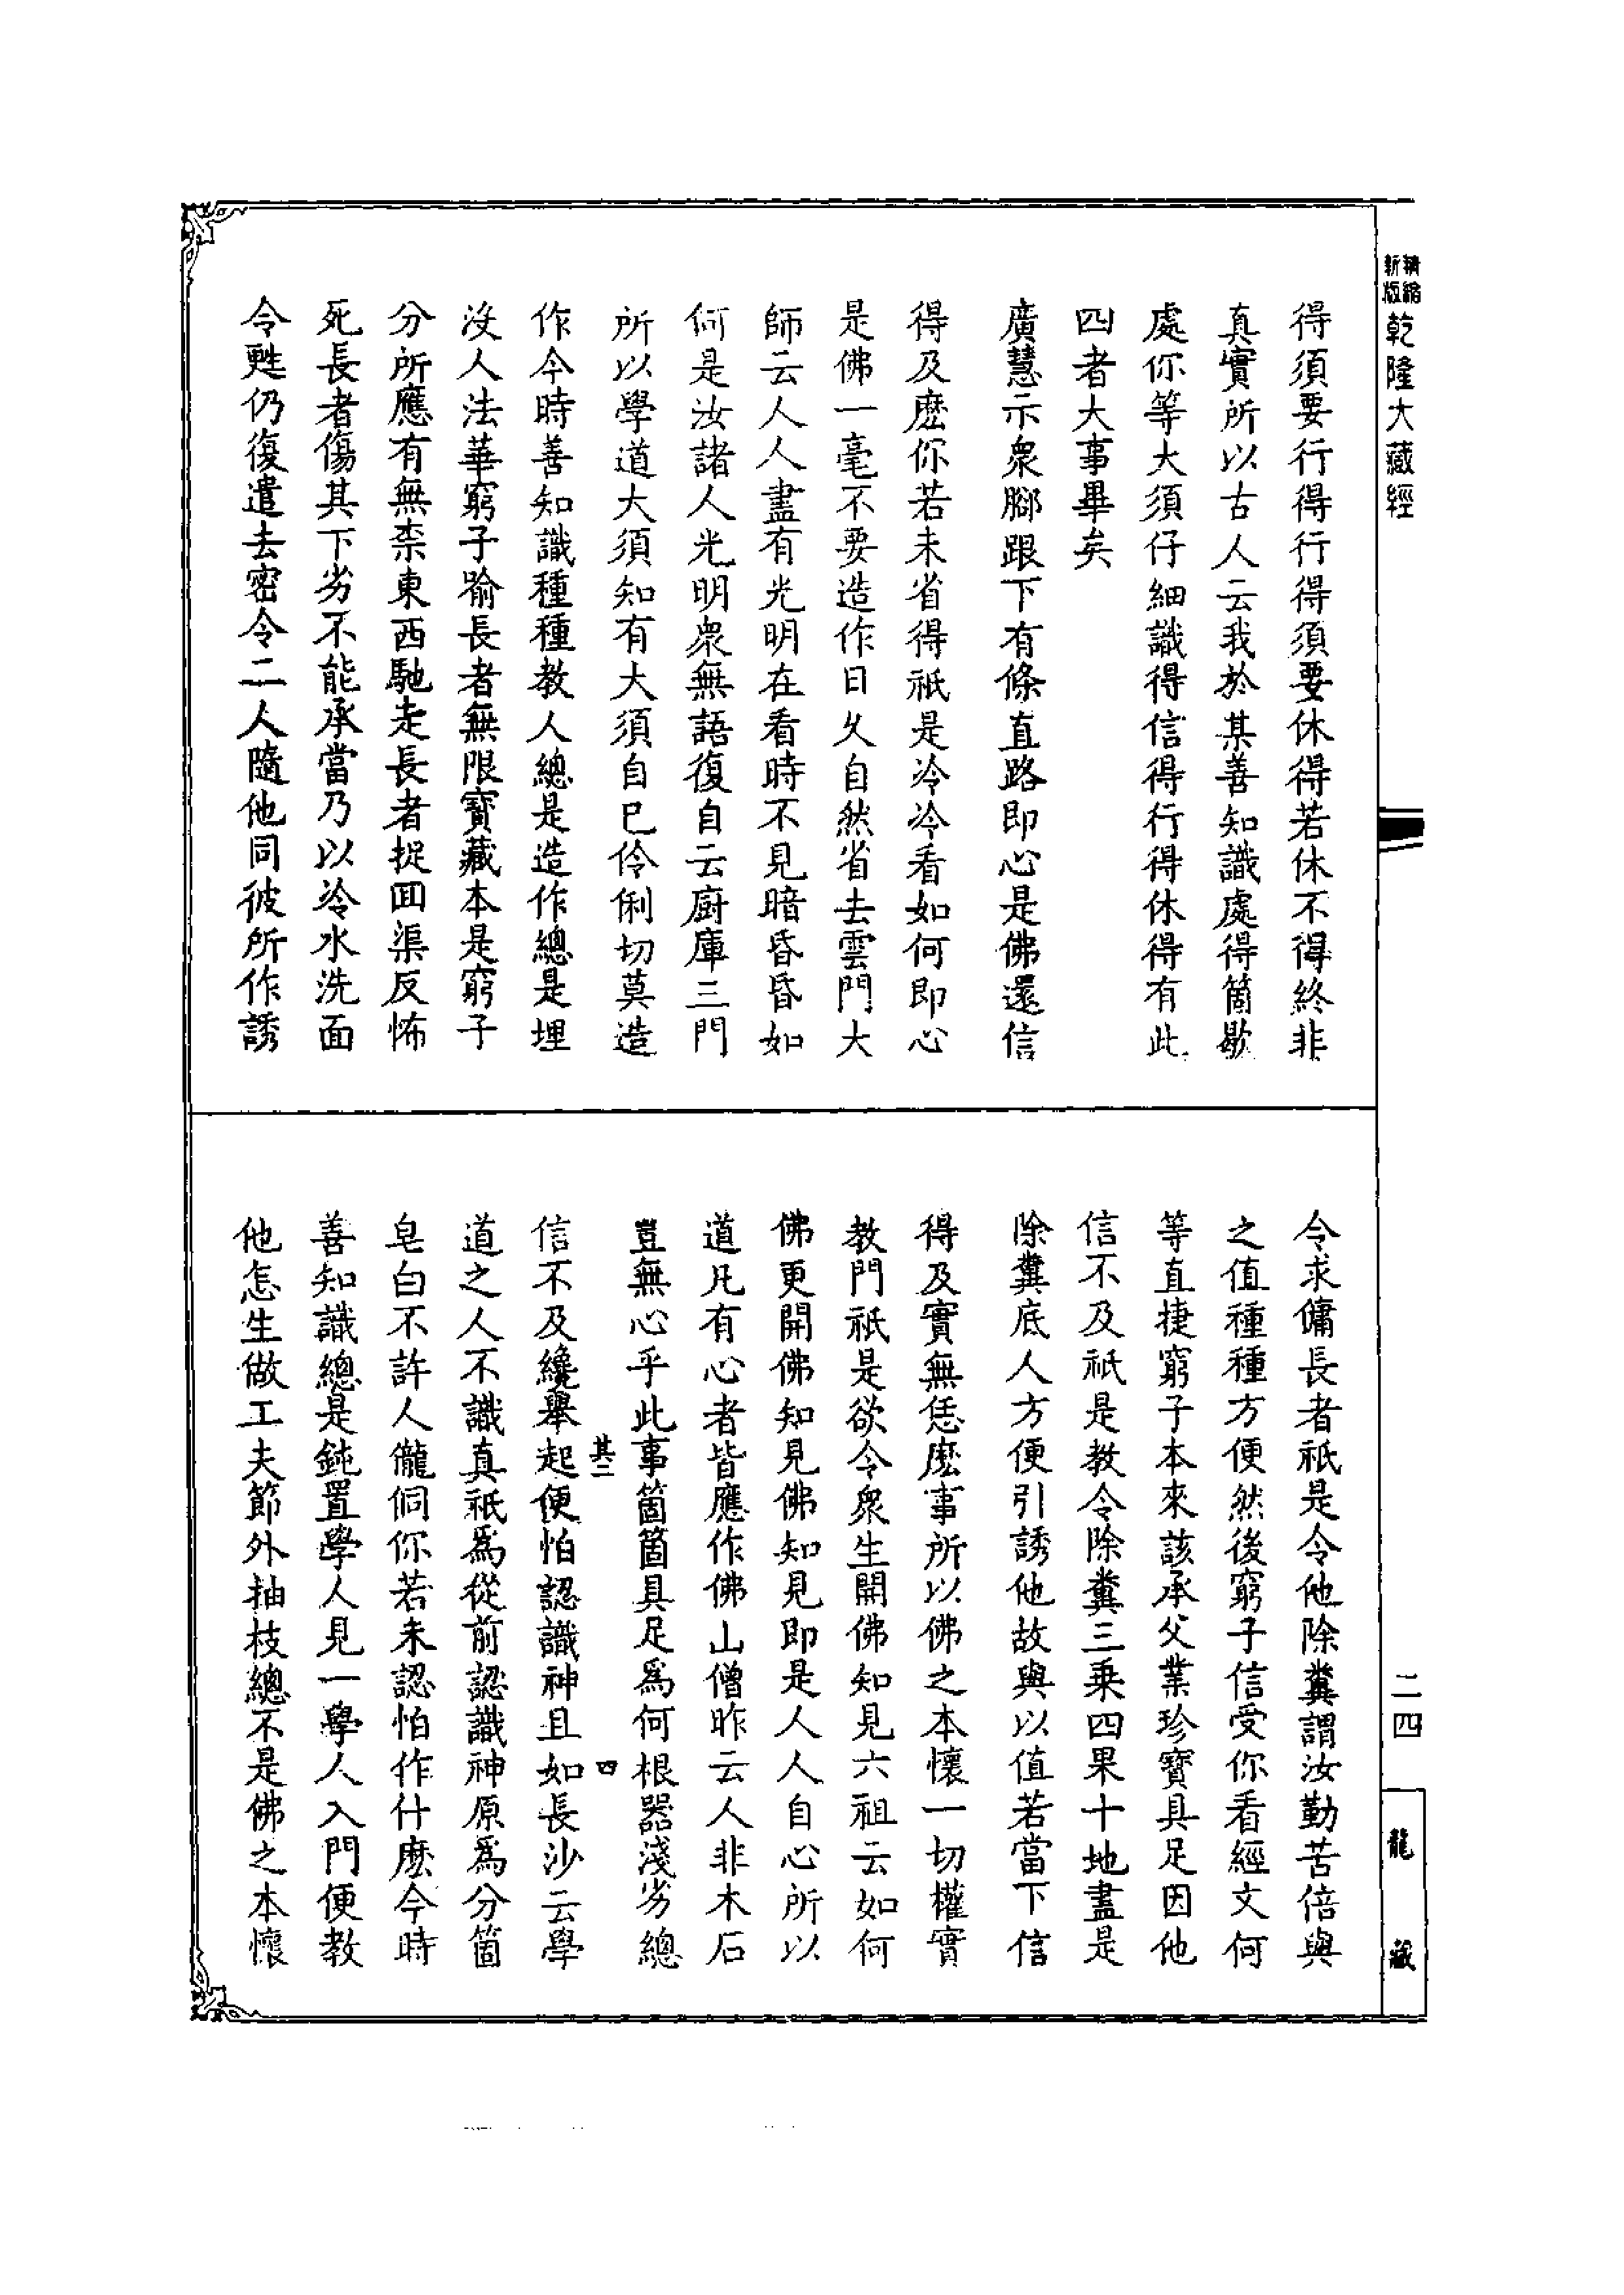 精縮
新版
乾隆大藏經
得須要行得行得須要休得若休不得終非
真實所以古人云我於某善知識處得箇歇
處你等大須仔細識得信得行得休得有此
四者大事畢矣
廣慧示衆腳跟下有條直路即心是佛還信
得及麽你若未省得祇是冷冷看如何即心
是佛一毫不要造作日久自然省去雲門大
師云人人盡有光明在看時不見暗昏昏如
何是汝諸人光明衆無語復自云廚庫三門
所以學道大須知有大須自已伶俐切莫造
作今時善知識種種教人總是造作總是埋
沒人法華窮子喻長者無限寶藏本是窮子
分所應有無柰東西馳走長者捉囬渠反怖
死長者傷其下劣不能承當乃以冷水洗面
令甦仍復遣去密令二人隨他同彼所作誘
令求傭長者祇是令他除糞謂汝勤苦倍與
之值種種方便然後窮子信受你看經文何
等直捷窮子本來該承父業珍寶具足因他
信不及祇是教令除糞三乗四果十地盡是
除糞底人方便引誘他故與以值若當下信
得及實無恁麽事所以佛之本懷一切權實
教門祇是欲令衆生開佛知見六祖云如何
佛更開佛知見佛知見即是人人自心所以
道凡有心者皆應作佛山僧昨云人非木石
豈無心乎此事箇箇具足爲何根器淺劣總
其三
四
信不及纔舉起便怕認識神且如長沙云學
道之人不識真祇爲從前認識神原爲分箇
皂白不許人儱侗你若未認怕作什麽今時
善知識總是鈍置學人見一學人入門便教
他怎生做工夫節外抽枝總不是佛之本懷
二四
龍藏